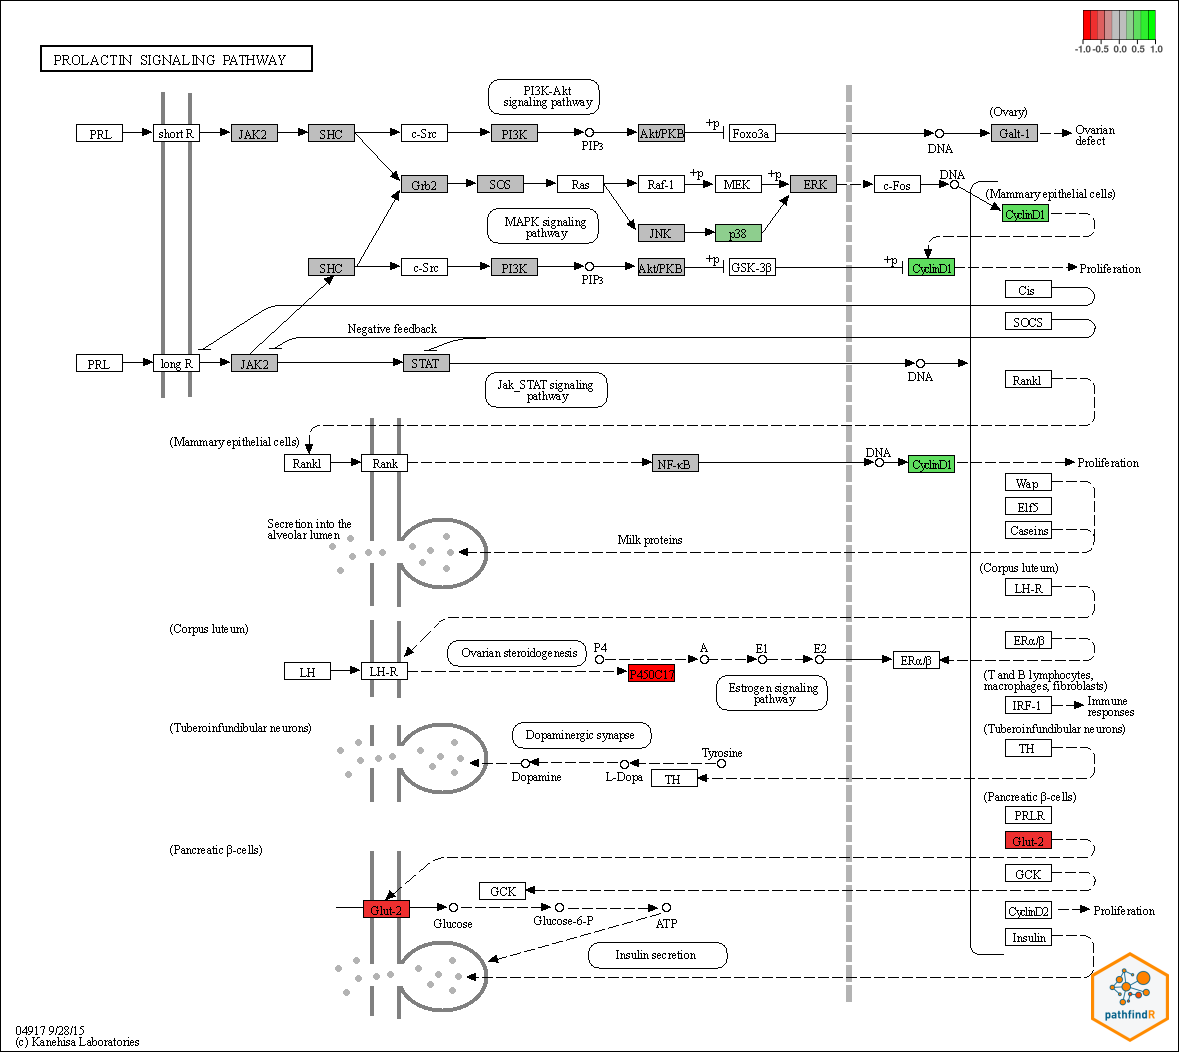 -1.0 -0.5 0.0 0.5 1.0
PROLACTIN SIGNALING PATHWAY
PI3K-Akt
signaling pathway
(Ovary)
PRL short R JAK2 SHC c-Src PI3K PIP3 Akt/PKB +p Foxo3a DNA Galt-1 Ovarian
defect
Grb2 SOS Ras Raf-1 +p MEK +p ERK c-Fos DNA
(Mammary epithelial cells)
CyclinD1
MAPK signaling
pathway
JNK p38
SHC c-Src PI3K PIP3 Akt/PKB +p GSK-3β +p CyclinD1 Proliferation
Cis
SOCS
Negative feedback
PRL long R JAK2 STAT DNA
Jak_STAT signaling
pathway
Rankl
(Mammary epithelial cells)
Rankl Rank NF-κB DNA CyclinD1 Proliferation
Wap
Elf5
Caseins
Secretion into the
alveolar lumen
Milk proteins
(Corpus luteum)
LH-R
(Corpus luteum)
ERα/β
LH LH-R
Ovarian steroidogenesis
P4 A E1 E2 ERα/β
P450C17
Estrogen signaling
pathway
(T and B lymphocytes,
macrophages, fibroblasts)
IRF-1 Immune
responses
(Tuberoinfundibular neurons)
TH
(Tuberoinfundibular neurons)
Dopaminergic synapse
Dopamine L-Dopa Tyrosine
TH
(Pancreatic β-cells)
PRLR
Glut-2
GCK
CyclinD2 Proliferation
Insulin
(Pancreatic β-cells)
GCK
Glut-2 Glucose Glucose-6-P ATP
Insulin secretion
pathfindR
04917 9/28/15
(c) Kanehisa Laboratories